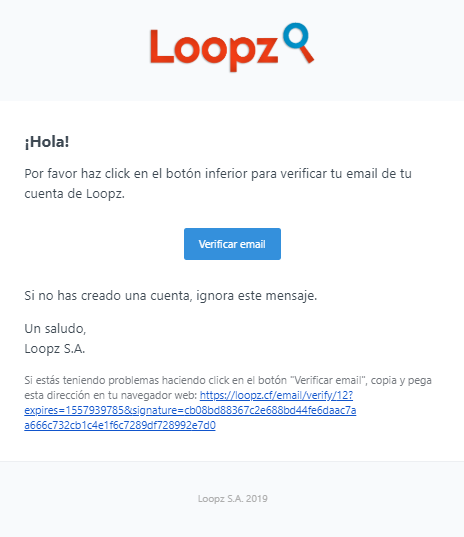 Loopz
¡Hola!
Por favor haz click en el botón inferior para verificar tu email de tu
cuenta de Loopz.
Verificar email
Si no has creado una cuenta, ignora este mensaje.
Un saludo,
Loopz S.A.
Si estás teniendo problemas haciendo click en el botón "Verificar email", copia y pega
esta dirección en tu navegador web: https://loopz.cf/email/verify/12?
expires=1557939785&signature=cb08bd88367c2e688bd44fe6daac7a
a666c732cb1c4e1f6c7289df728992e7d0
Loopz S.A. 2019